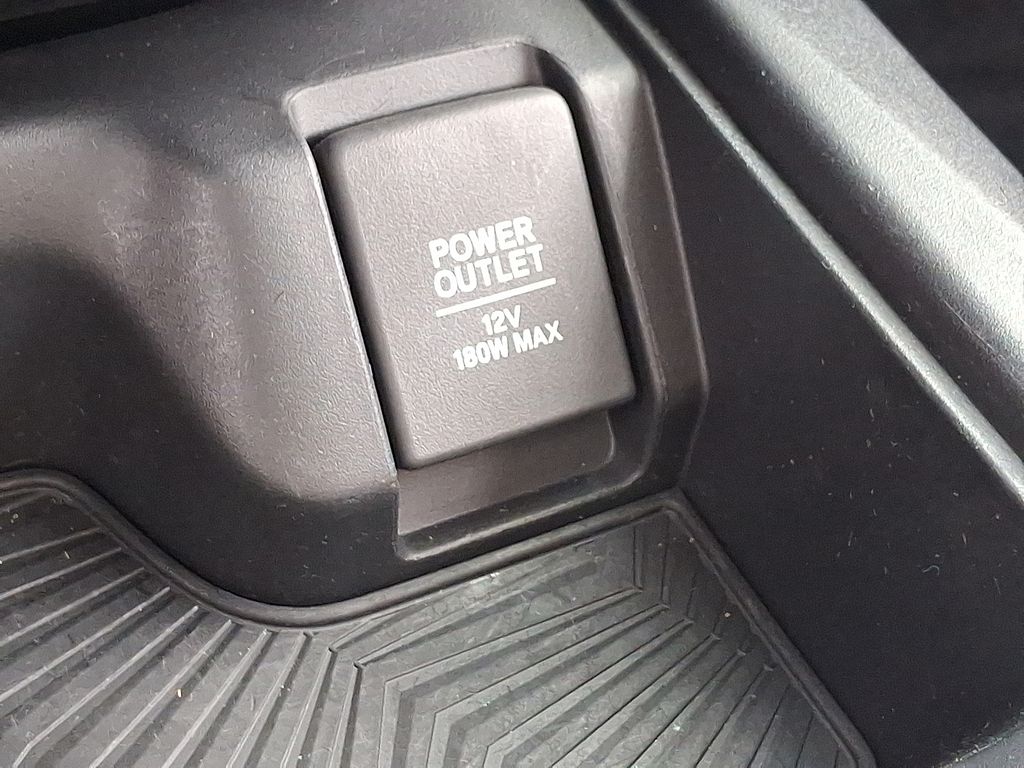 POWER
OUTLET
12V
180W MAX